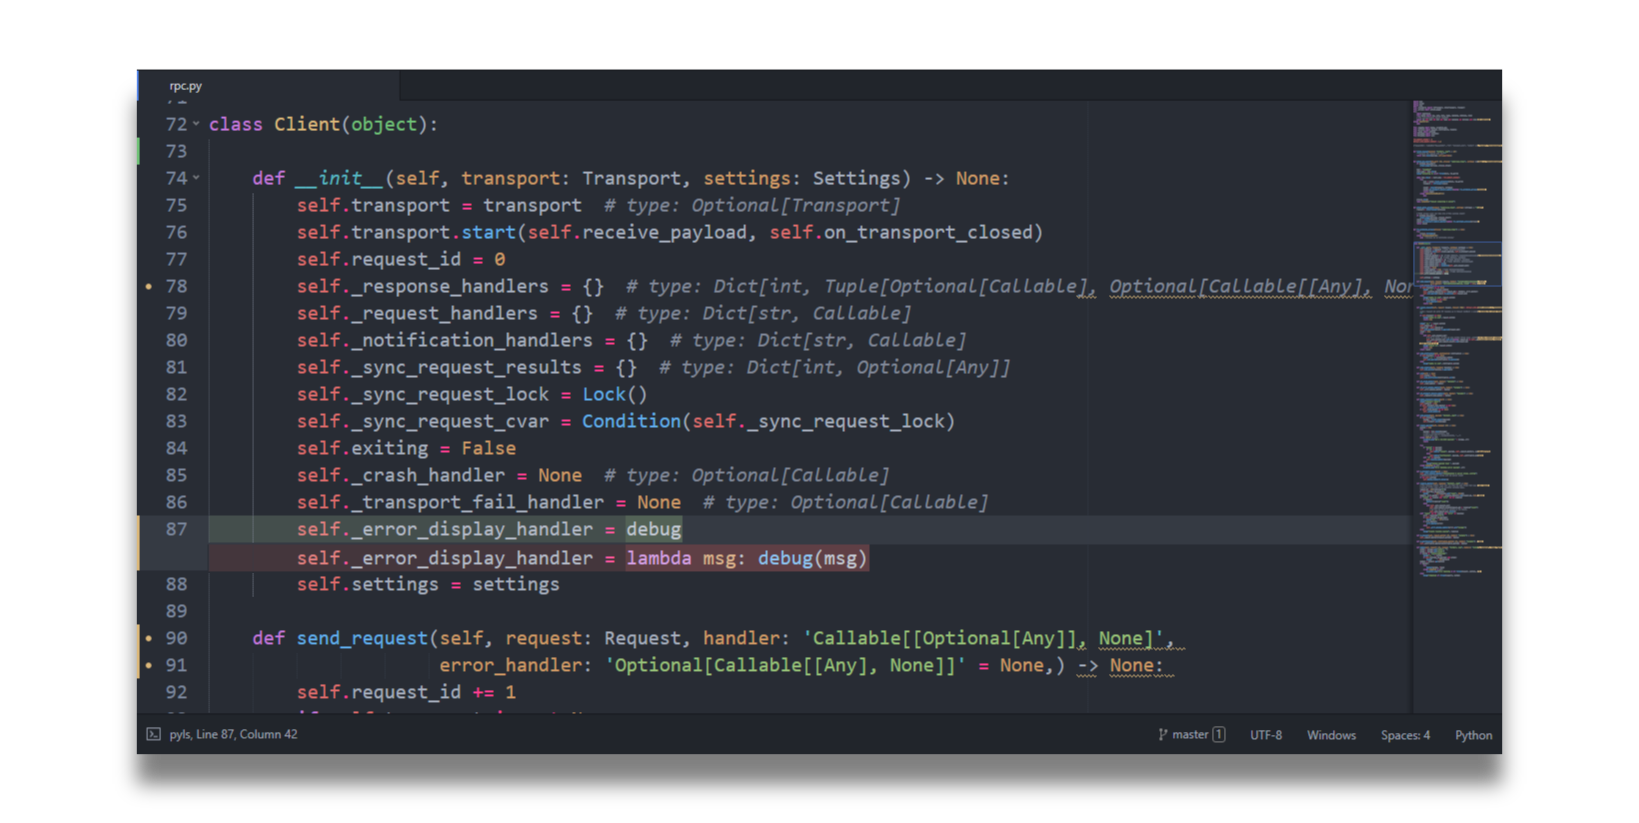 rpc.py
72 class Client(object):
73
74 def __init__(self, transport: Transport, settings: Settings) -> None:
75 self.transport = transport # type: Optional[Transport]
76 self.transport.start(self.receive_payload, self.on_transport_closed)
77 self.request_id = 0
78 self._response_handlers = {} # type: Dict[int, Tuple[Optional[Callable], Optional[Callable[[Any],
79 self._request_handlers = {} # type: Dict[str, Callable]
80 self._notification_handlers = {} # type: Dict[str, Callable]
81 self._sync_request_results = {} # type: Dict[int, Optional[Any]]
82 self._sync_request_lock = Lock()
83 self._sync_request_cvar = Condition(self._sync_request_lock)
84 self.exiting = False
85 self._crash_handler = None # type: Optional[Callable]
86 self._transport_fail_handler = None # type: Optional[Callable]
87 self._error_display_handler = debug
self._error_display_handler = lambda msg: debug(msg)
88 self.settings = settings
89
90 def send_request(self, request: Request, handler: 'Callable[[Optional[Any]], None]',
91 error_handler: 'Optional[Callable[[Any], None]]' = None,) -> None:
92 self.request_id += 1
pyls, Line 87, Column 42 master 1 UTF-8 Windows Spaces: 4 Python